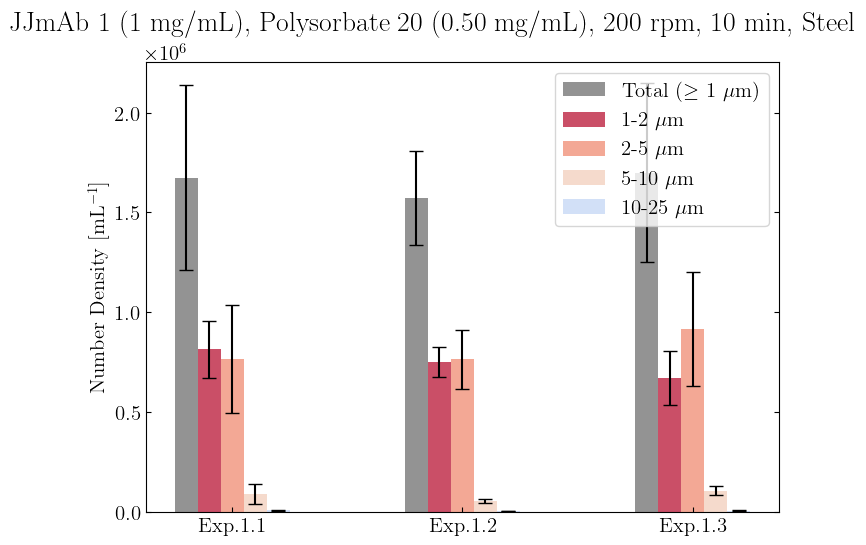 JJmAb 1 (1 mg/mL), Polysorbate 20 (0.50 mg/mL), 200 rpm, 10 min, Steel
×10⁶
Number Density [mL⁻¹]
2.0
1.5
1.0
0.5
0.0
Total (≥ 1 μm)
1-2 μm
2-5 μm
5-10 μm
10-25 μm
Exp.1.1
Exp.1.2
Exp.1.3